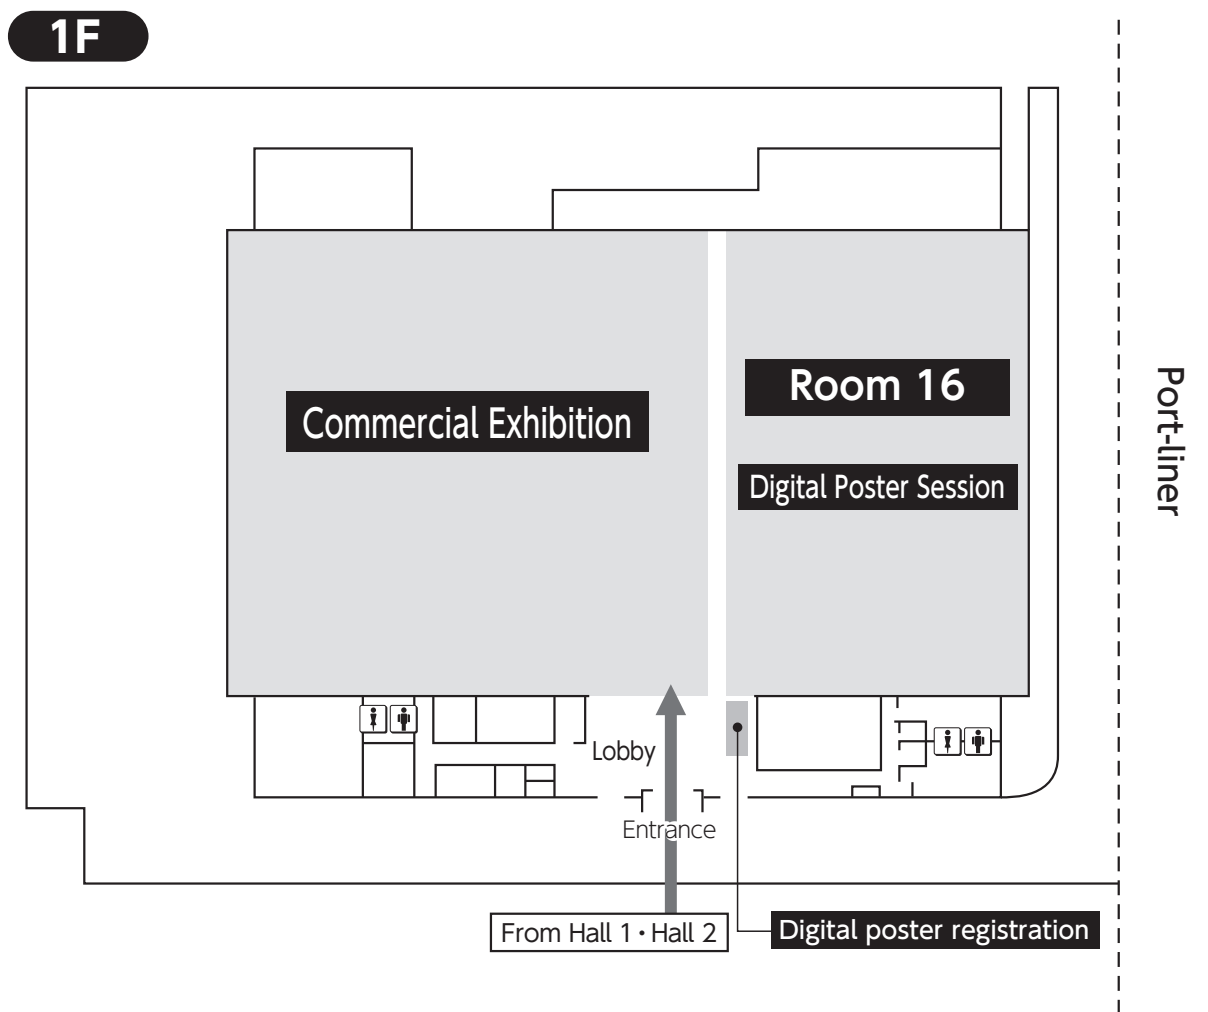 1F
Port-liner
Room 16
Commercial Exhibition
Digital Poster Session
Lobby
Entrance
From Hall 1・Hall 2
Digital poster registration